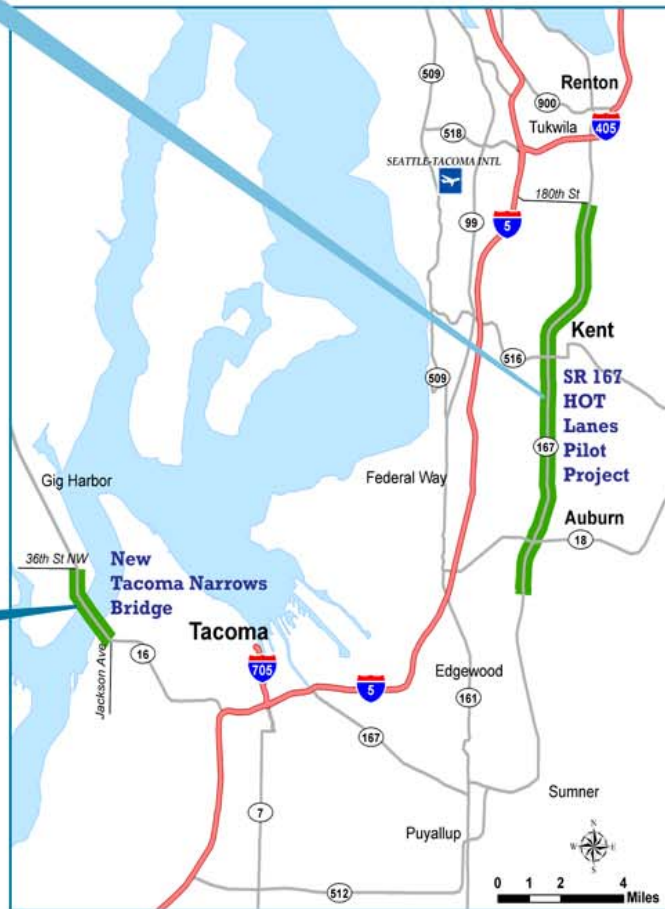 509
Renton
900
518
Tukwila
405
SEATTLE-TACOMA INTL
180th St
99
5
Kent
516
SR 167
HOT
Lanes
Pilot
Project
509
167
Gig Harbor
Federal Way
Auburn
18
36th St NW
New
Tacoma Narrows
Bridge
Tacoma
Jackson Ave
16
705
5
Edgewood
161
167
7
Sumner
Puyallup
512
N
W E
S
0 1 2 4
Miles